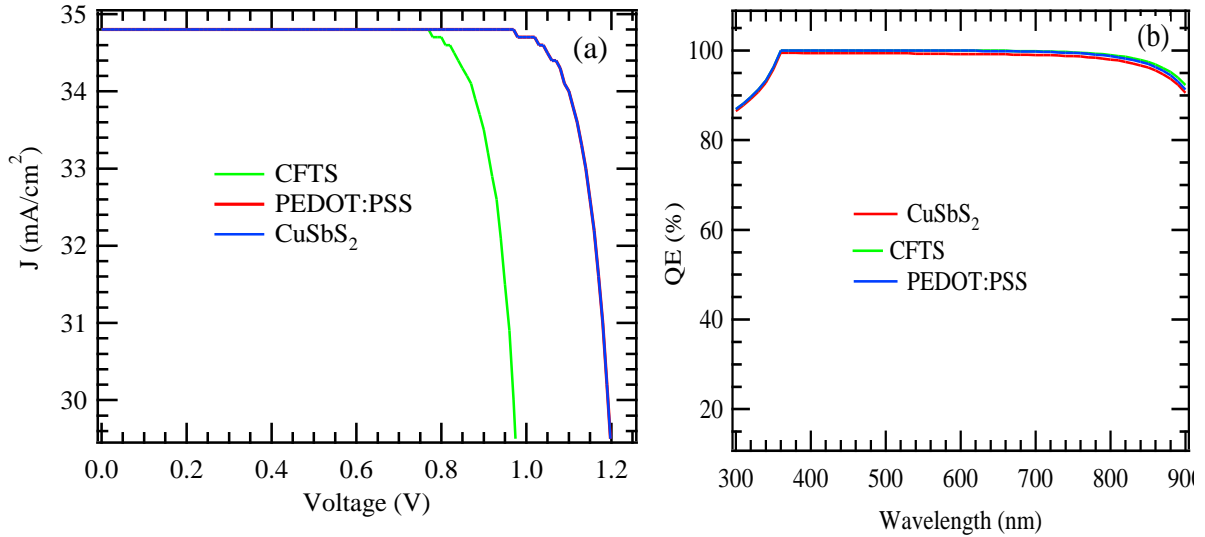 (a)
35
34
33
32
31
30
J (mA/cm²)
CFTS
PEDOT:PSS
CuSbS₂
0.0 0.2 0.4 0.6 0.8 1.0 1.2
Voltage (V)
(b)
100
80
60
40
20
QE (%)
CuSbS₂
CFTS
PEDOT:PSS
300 400 500 600 700 800 900
Wavelength (nm)